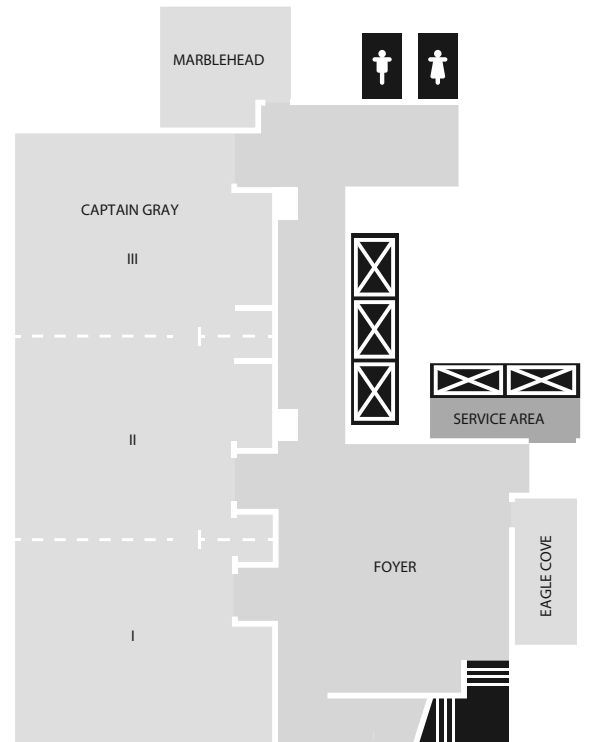 MARBLEHEAD
CAPTAIN GRAY
III
II
SERVICE AREA
EAGLE COVE
FOYER
I